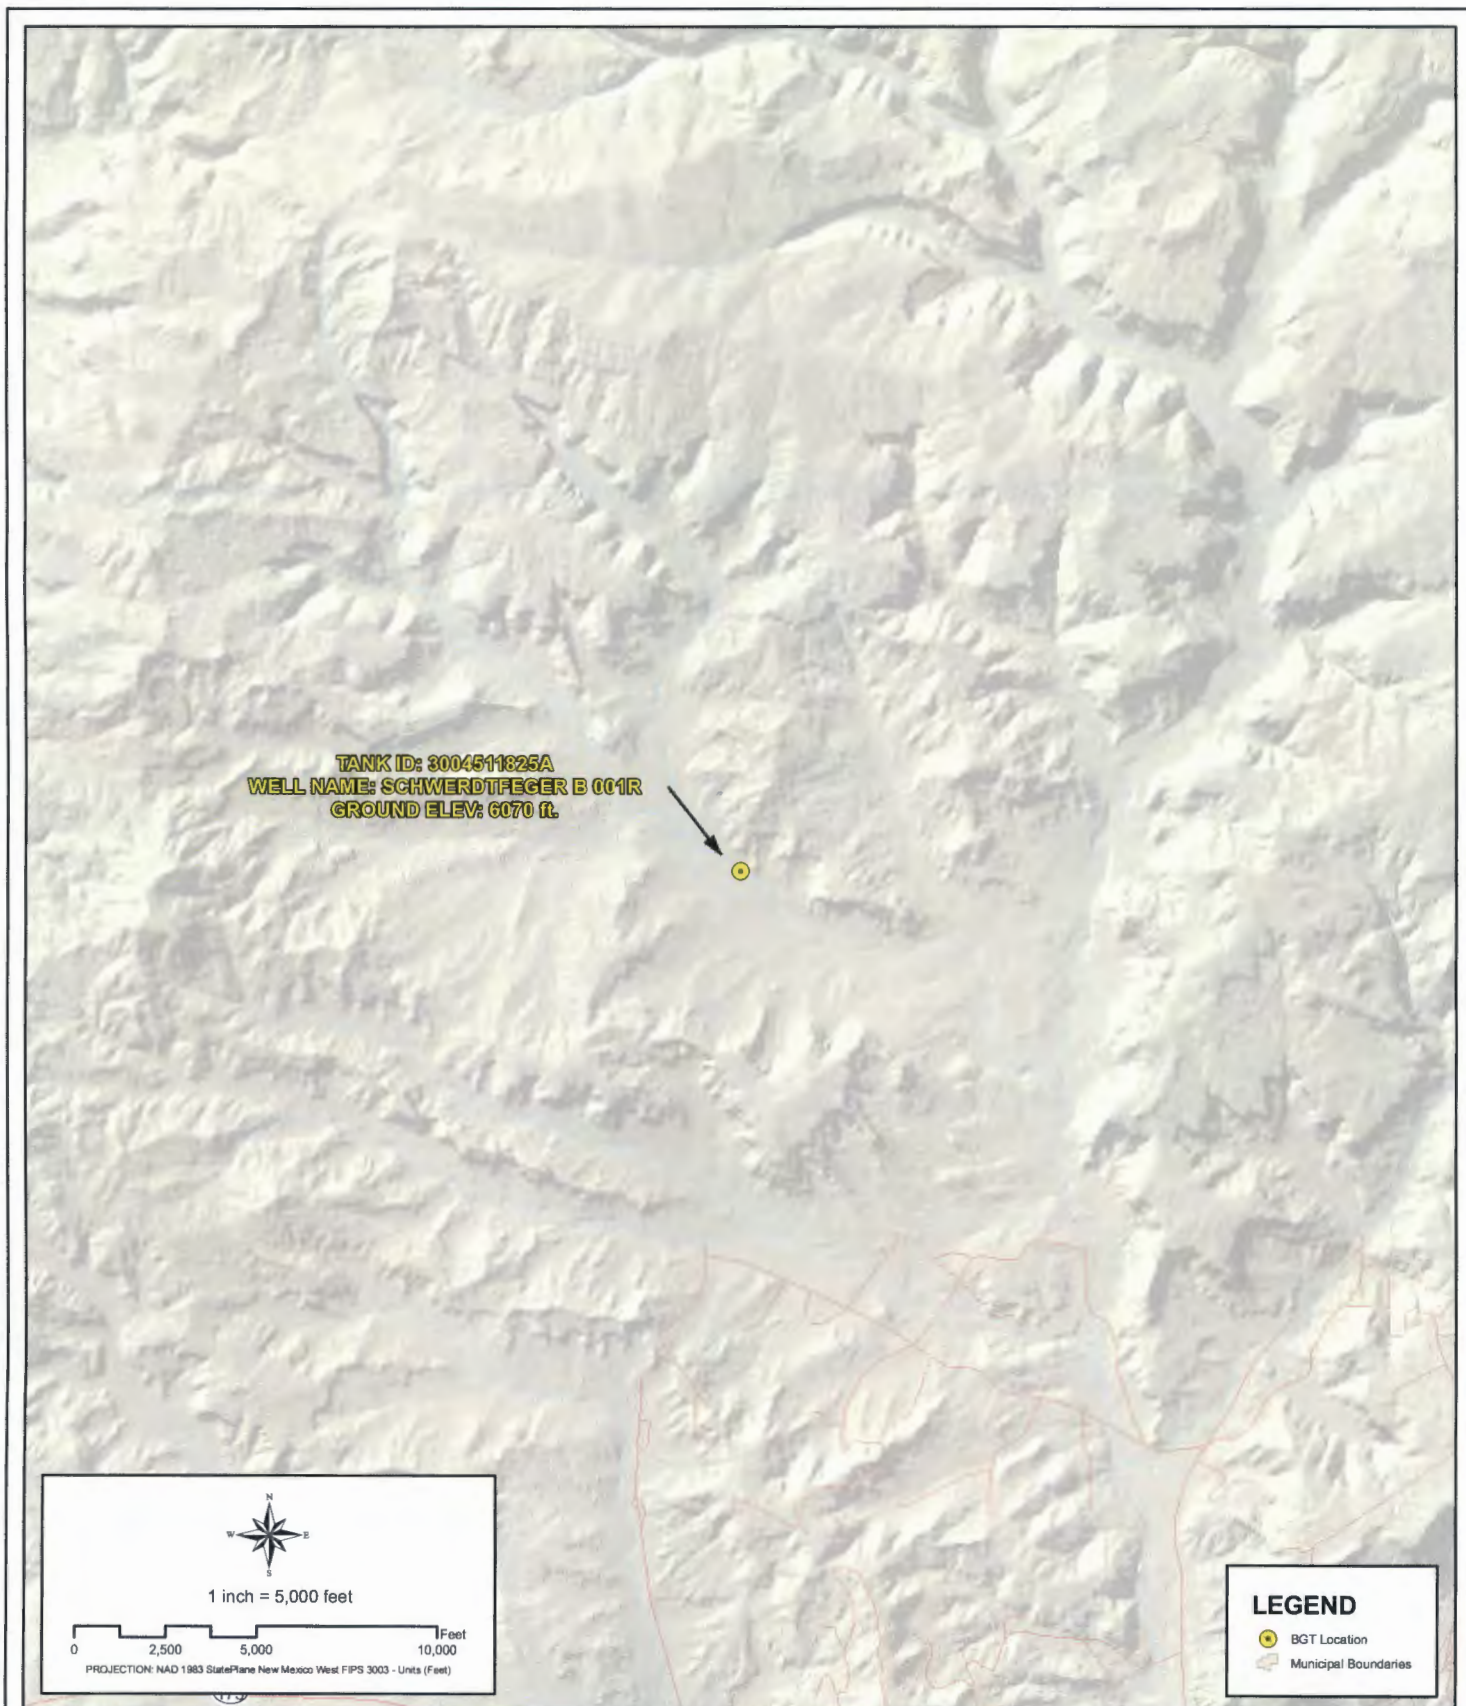 TANK ID: 3004511825A
WELL NAME: SCHWERDTFEGER B 001R
GROUND ELEV: 6070 ft.
N
W E
S
1 inch = 5,000 feet
Feet
0 2,500 5,000 10,000
PROJECTION: NAD 1983 StatePlane New Mexico West FIPS 3003 - Units (Feet)
173
LEGEND
BGT Location
Municipal Boundaries